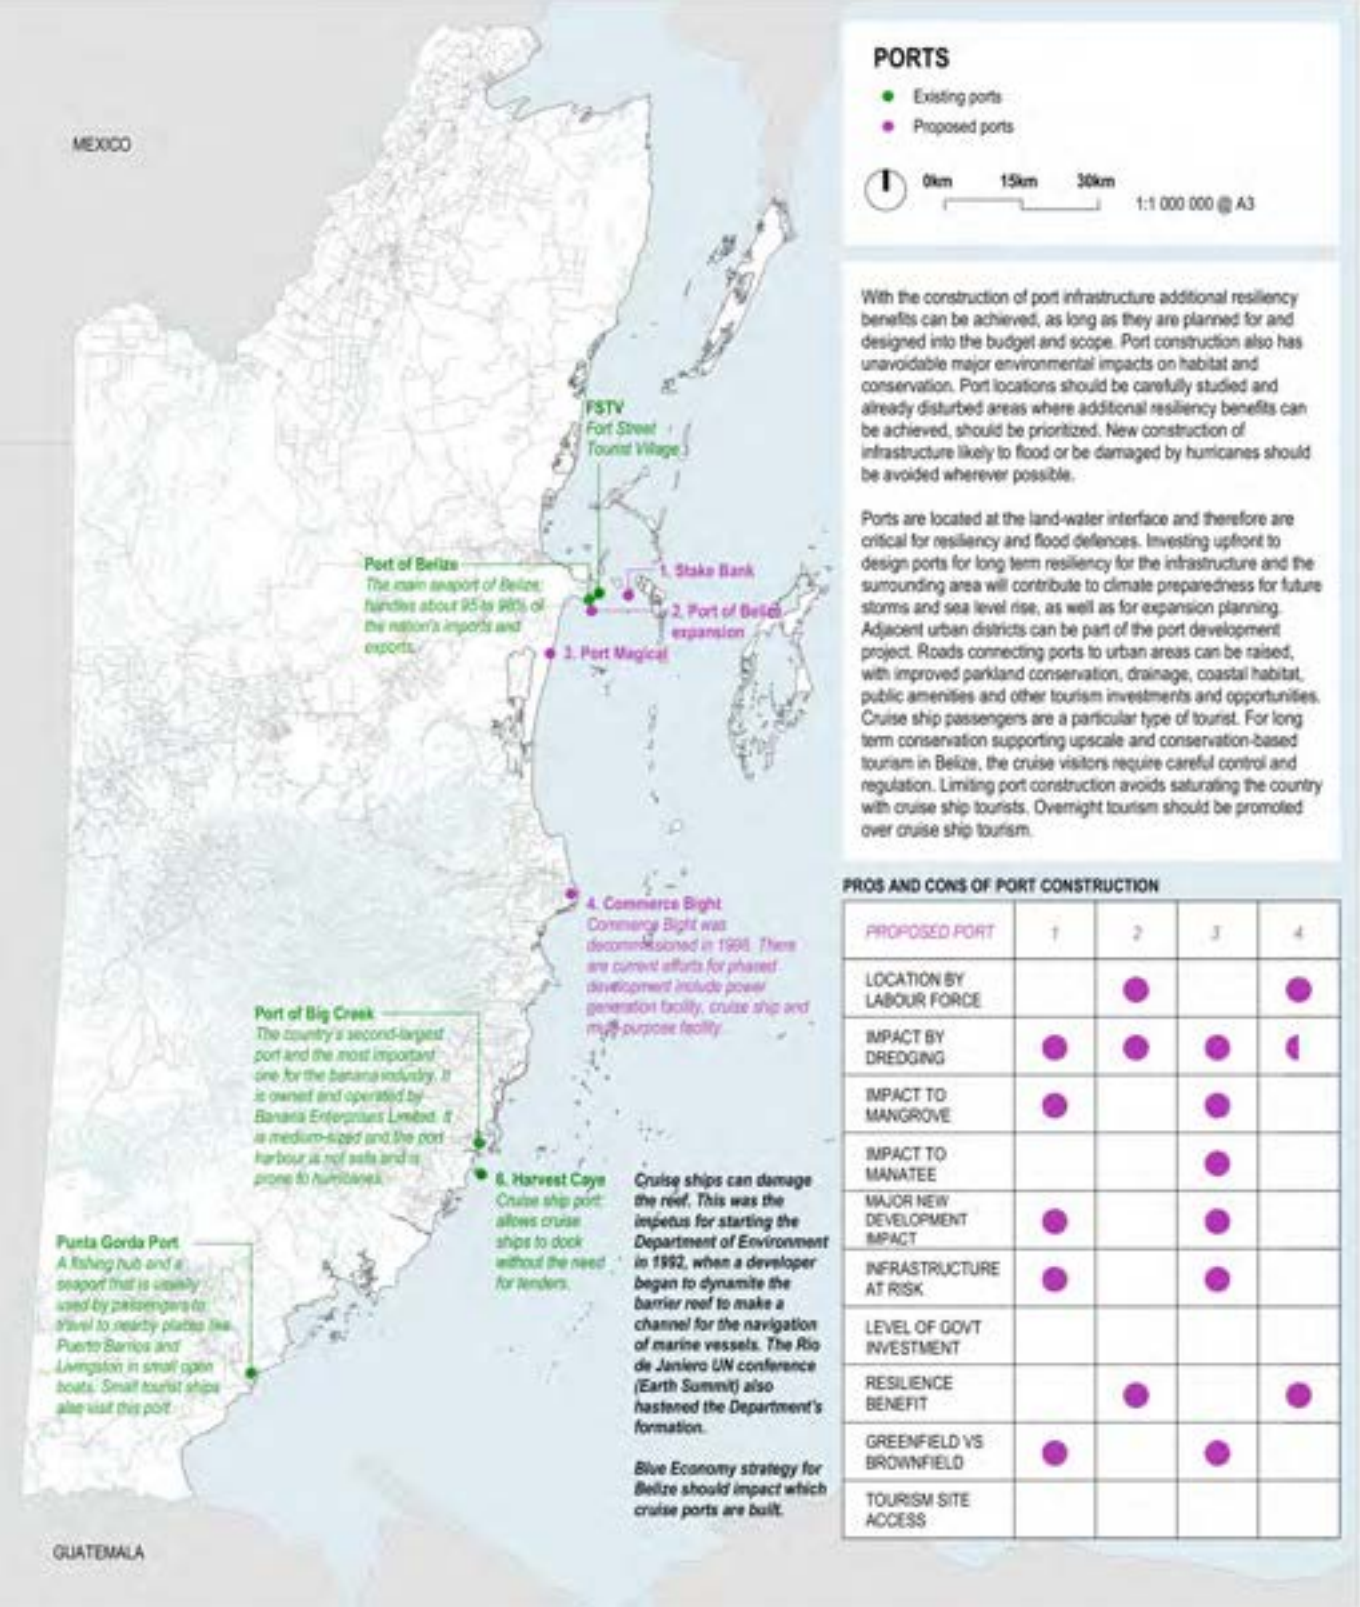 MEXICO
PORTS
Existing ports
Proposed ports
0km 15km 30km
1:1 000 000 @ A3
With the construction of port infrastructure additional resiliency
benefits can be achieved, as long as they are planned for and
designed into the budget and scope. Port construction also has
unavoidable major environmental impacts on habitat and
conservation. Port locations should be carefully studied and
already disturbed areas where additional resiliency benefits can
be achieved, should be prioritized. New construction of
infrastructure likely to flood or be damaged by hurricanes should
be avoided wherever possible.
Ports are located at the land-water interface and therefore are
critical for resiliency and flood defences. Investing upfront to
design ports for long term resiliency for the infrastructure and the
surrounding area will contribute to climate preparedness for future
storms and sea level rise, as well as for expansion planning.
Adjacent urban districts can be part of the port development
project. Roads connecting ports to urban areas can be raised,
with improved parkland conservation, drainage, coastal habitat,
public amenities and other tourism investments and opportunities.
Cruise ship passengers are a particular type of tourist. For long
term conservation supporting upscale and conservation-based
tourism in Belize, the cruise visitors require careful control and
regulation. Limiting port construction avoids saturating the country
with cruise ship tourists. Overnight tourism should be promoted
over cruise ship tourism.
FSTV
Fort Street
Tourist Village
Port of Belize
The main seaport of Belize;
handles about 95 to 98% of
the nation's imports and
exports.
1. Stake Bank
2. Port of Belize
expansion
3. Port Magical
4. Commerce Bight
Commerce Bight was
decommissioned in 1998. There
are current efforts for phased
development include power
generation facility, cruise ship and
multi-purpose facility.
Port of Big Creek
The country's second-largest
port and the most important
one for the banana industry. It
is owned and operated by
Banana Enterprises Limited. It
is medium-sized and the port
harbour is not safe and is
prone to hurricanes.
6. Harvest Caye
Cruise ship port:
allows cruise
ships to dock
without the need
for tenders.
Punta Gorda Port
A fishing hub and a
seaport that is usually
used by passengers to
travel to nearby places like
Puerto Barrios and
Livingston in small open
boats. Small tourist ships
also visit this port.
Cruise ships can damage
the reef. This was the
impetus for starting the
Department of Environment
in 1992, when a developer
began to dynamite the
barrier reef to make a
channel for the navigation
of marine vessels. The Rio
de Janiero UN conference
(Earth Summit) also
hastened the Department's
formation.
Blue Economy strategy for
Belize should impact which
cruise ports are built.
GUATEMALA
PROS AND CONS OF PORT CONSTRUCTION
PROPOSED PORT 1 2 3 4
LOCATION BY
LABOUR FORCE
IMPACT BY
DREDGING
IMPACT TO
MANGROVE
IMPACT TO
MANATEE
MAJOR NEW
DEVELOPMENT
IMPACT
INFRASTRUCTURE
AT RISK
LEVEL OF GOVT
INVESTMENT
RESILIENCE
BENEFIT
GREENFIELD VS
BROWNFIELD
TOURISM SITE
ACCESS